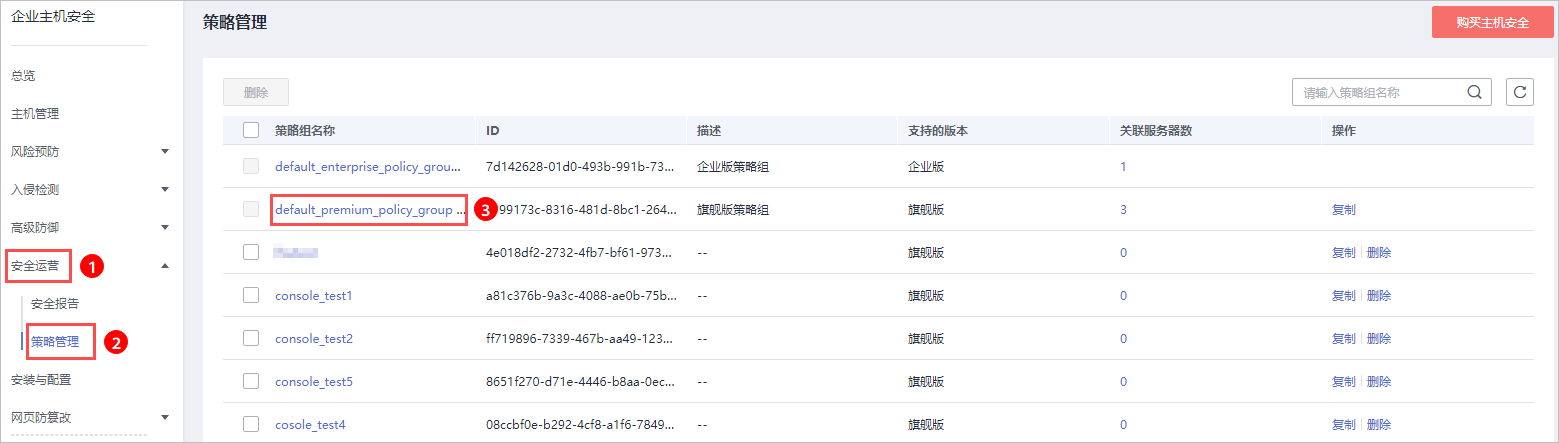 企业主机安全
总览
主机管理
风险预防
入侵检测
高级防御
安全运营 1
安全报告
策略管理 2
安装与配置
网页防篡改
策略管理
购买主机安全
删除
请输入策略组名称
策略组名称 ID 描述 支持的版本 关联服务器数 操作
default_enterprise_policy_grou... 7d142628-01d0-493b-991b-73... 企业版策略组 企业版 1
default_premium_policy_group ... 3 99173c-8316-481d-8bc1-264... 旗舰版策略组 旗舰版 3 复制
4e018df2-2732-4fb7-bf61-973... -- 旗舰版 0 复制 删除
console_test1 a81c376b-9a3c-4088-ae0b-75b... -- 旗舰版 0 复制 删除
console_test2 ff719896-7339-467b-aa49-123... -- 旗舰版 0 复制 删除
console_test5 8651f270-d71e-4446-b8aa-0ec... -- 旗舰版 0 复制 删除
cosole_test4 08ccbf0e-b292-4cf8-a1f6-7849... -- 旗舰版 0 复制 删除